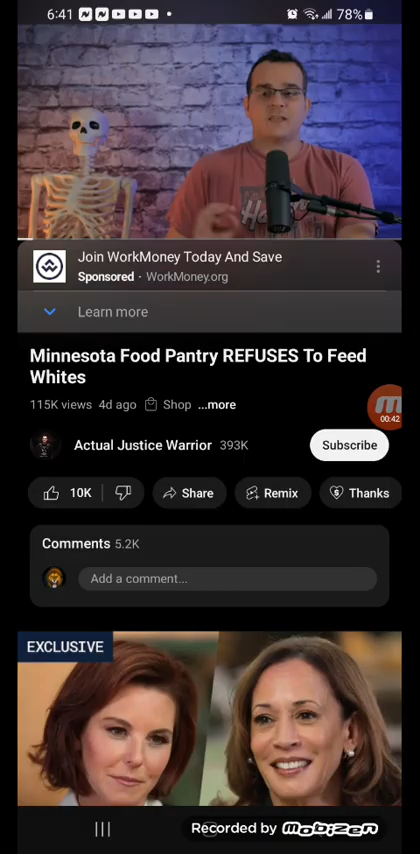 6:41
78%
Join WorkMoney Today And Save
Sponsored · WorkMoney.org
Learn more
Minnesota Food Pantry REFUSES To Feed
Whites
115K views 4d ago Shop ...more
00:42
Actual Justice Warrior 393K
Subscribe
10K Share Remix Thanks
Comments 5.2K
Add a comment...
EXCLUSIVE
Recorded by mobizen